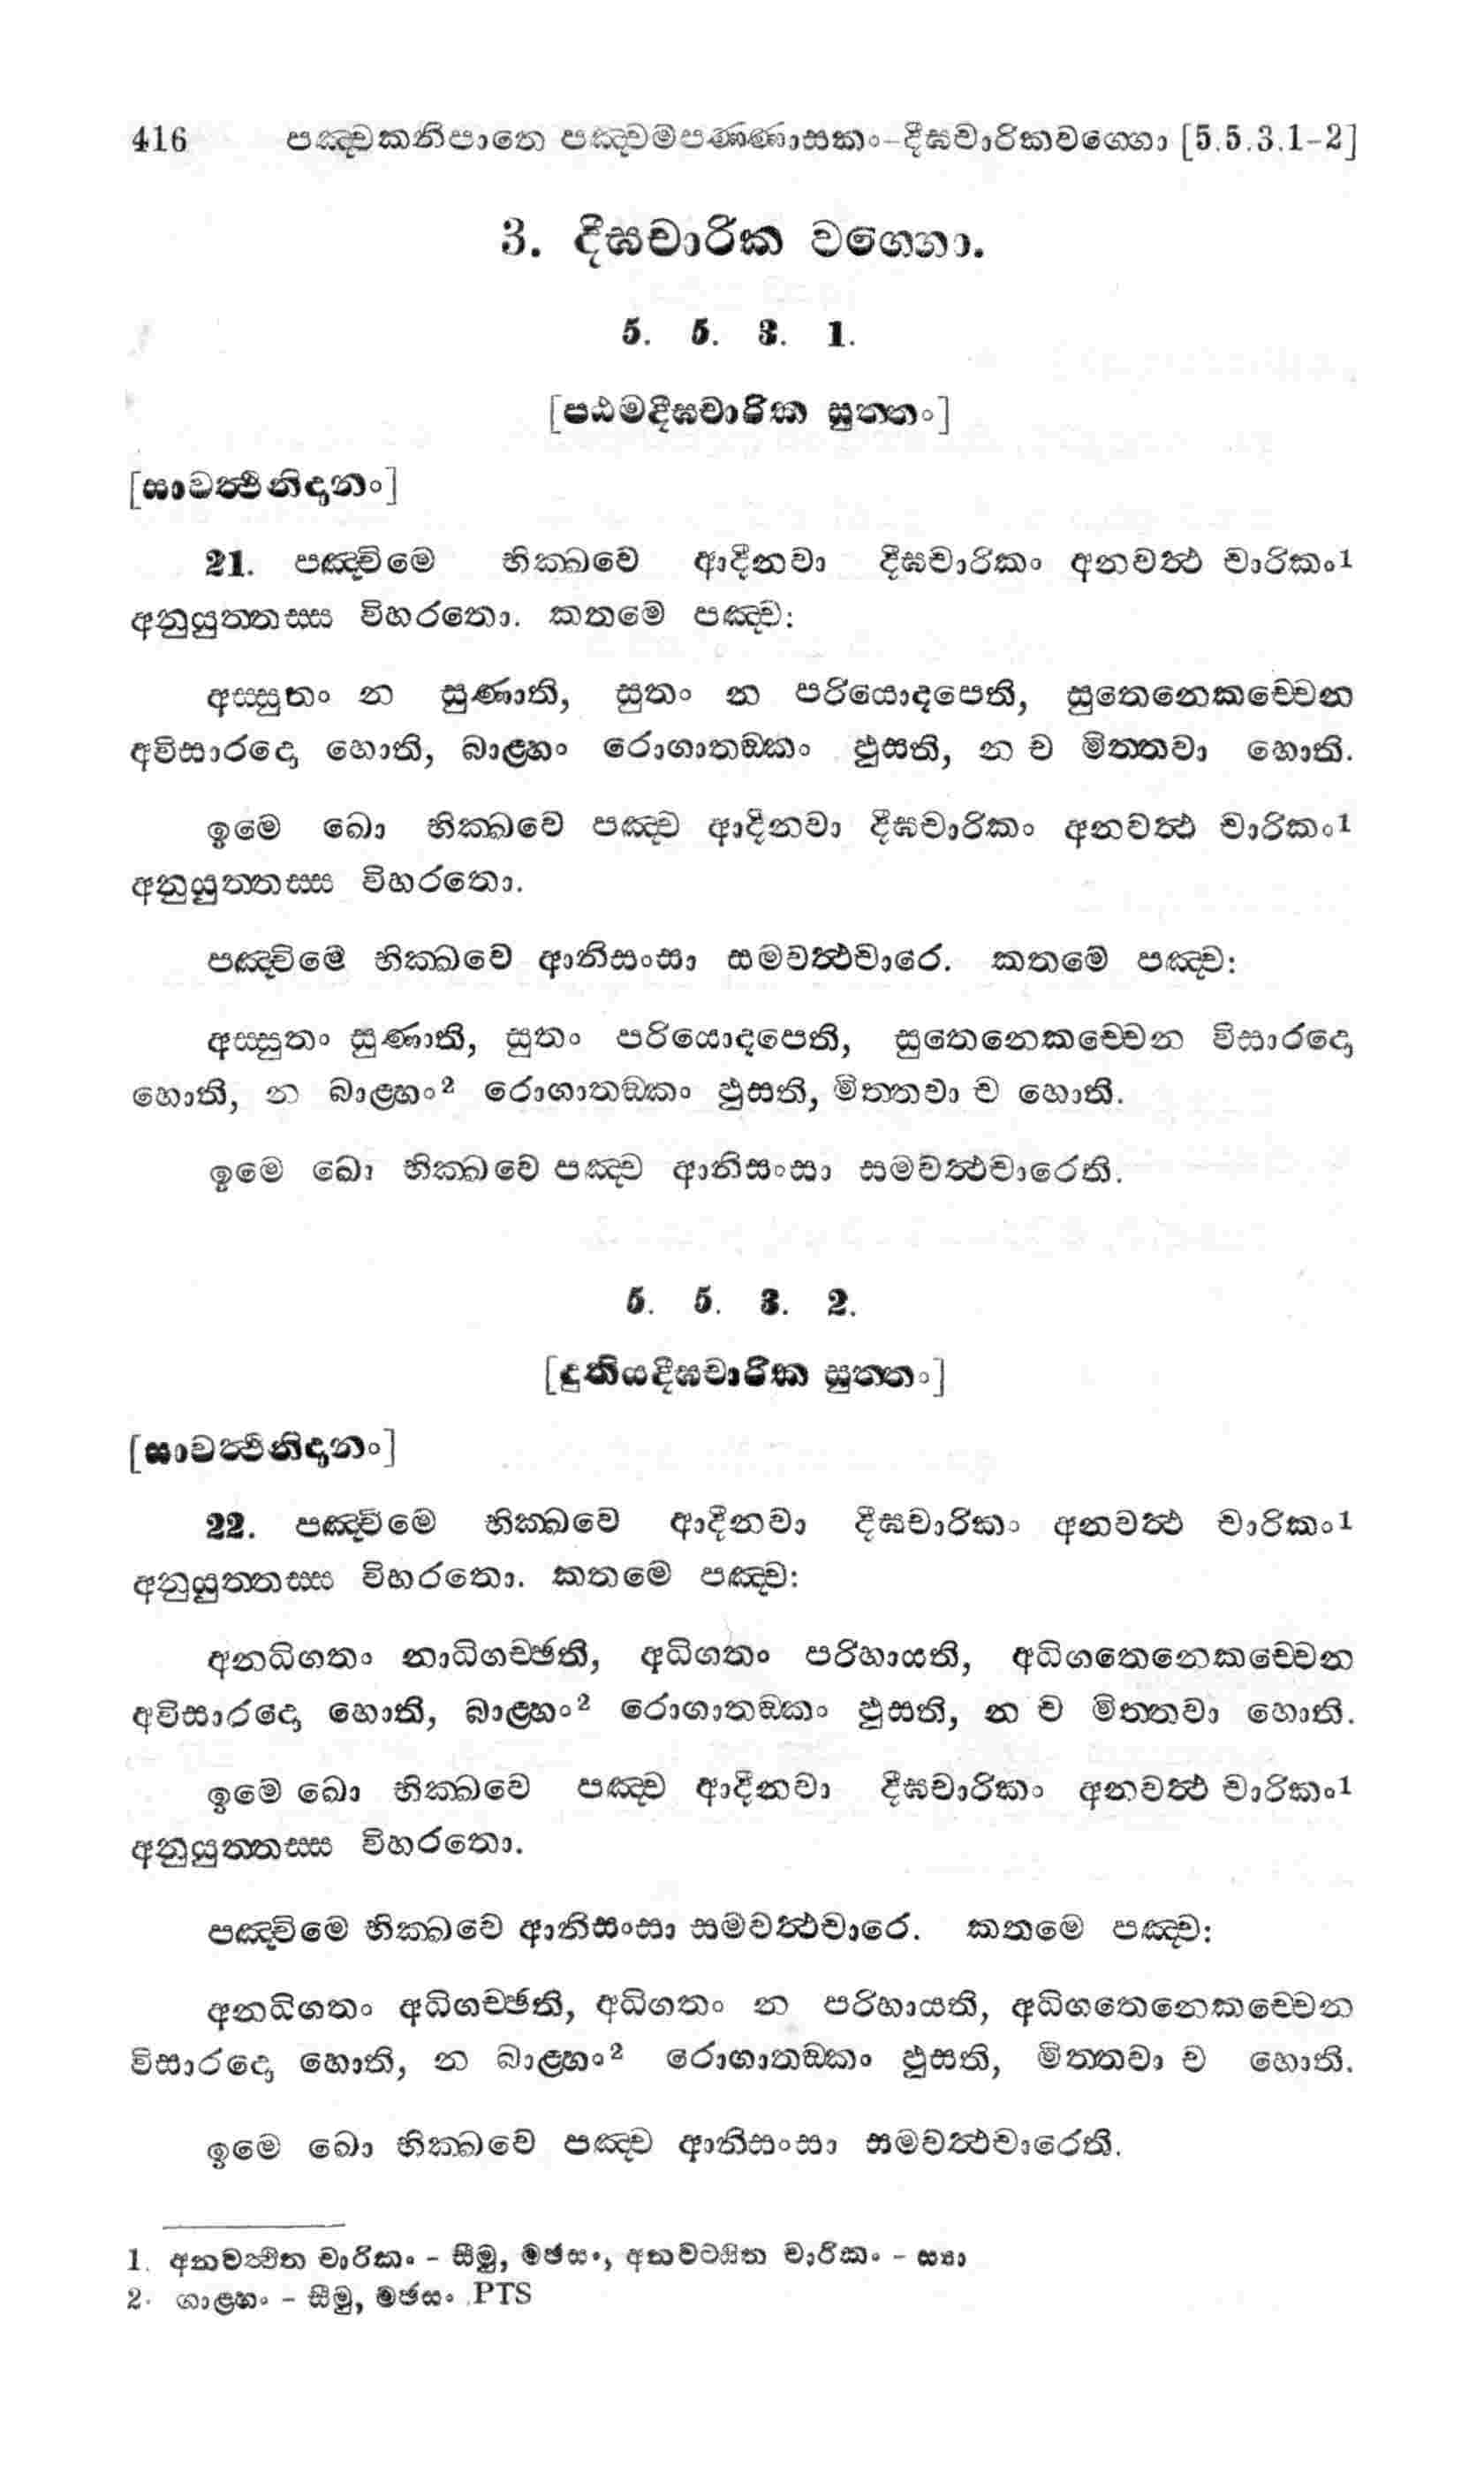 416 පඤ්චකනිපාතෙ පඤ්චමපණ්ණාසකං-දීඝචාරිකවග්ගො [5.5.3.1-2]
3. දීඝචාරික වග්ගො.
5. 5. 3. 1.
[පඨමදීඝචාරික සුත්තං]
[සාවත්ථිනිදානං]
21. පඤ්චිමෙ භික්ඛවෙ ආදීනවා දීඝචාරිකං අනවත්ථ චාරිකං1
අනුයුත්තස්ස විහරතො. කතමෙ පඤ්ච:
අස්සුතං න සුණාති, සුතං න පරියොදපෙති, සුතෙනෙකච්චෙන
අවිසාරදො හොති, බාළ්හං රොගාතඞ්කං ඵුසති, න ච මිත්තවා හොති.
ඉමෙ ඛො භික්ඛවෙ පඤ්ච ආදීනවා දීඝචාරිකං අනවත්ථ චාරිකං1
අනුයුත්තස්ස විහරතො.
පඤ්චිමෙ භික්ඛවෙ ආනිසංසා සමවත්ථචාරෙ. කතමෙ පඤ්ච:
අස්සුතං සුණාති, සුතං පරියොදපෙති, සුතෙනෙකච්චෙන විසාරදො
හොති, න බාළ්හං2 රොගාතඞ්කං ඵුසති, මිත්තවා ච හොති.
ඉමෙ ඛො භික්ඛවෙ පඤ්ච ආනිසංසා සමවත්ථචාරෙති.
5. 5. 3. 2.
[දුතියදීඝචාරික සුත්තං]
[සාවත්ථිනිදානං]
22. පඤ්චිමෙ භික්ඛවෙ ආදීනවා දීඝචාරිකං අනවත්ථ චාරිකං1
අනුයුත්තස්ස විහරතො. කතමෙ පඤ්ච:
අනධිගතං නාධිගච්ඡති, අධිගතං පරිහායති, අධිගතෙනෙකච්චෙන
අවිසාරදො හොති, බාළ්හං2 රොගාතඞ්කං ඵුසති, න ච මිත්තවා හොති.
ඉමෙ ඛො භික්ඛවෙ පඤ්ච ආදීනවා දීඝචාරිකං අනවත්ථ චාරිකං1
අනුයුත්තස්ස විහරතො.
පඤ්චිමෙ භික්ඛවෙ ආනිසංසා සමවත්ථචාරෙ. කතමෙ පඤ්ච:
අනධිගතං අධිගච්ඡති, අධිගතං න පරිහායති, අධිගතෙනෙකච්චෙන
විසාරදො හොති, න බාළ්හං2 රොගාතඞ්කං ඵුසති, මිත්තවා ච හොති.
ඉමෙ ඛො භික්ඛවෙ පඤ්ච ආනිසංසා සමවත්ථචාරෙති.
1. අනවත්ථිත චාරිකං - සීමු, මඡසං, අනවට්ඨිත චාරිකං - ස්‍යා
2. ගාළ්හං - සීමු, මඡසං PTS